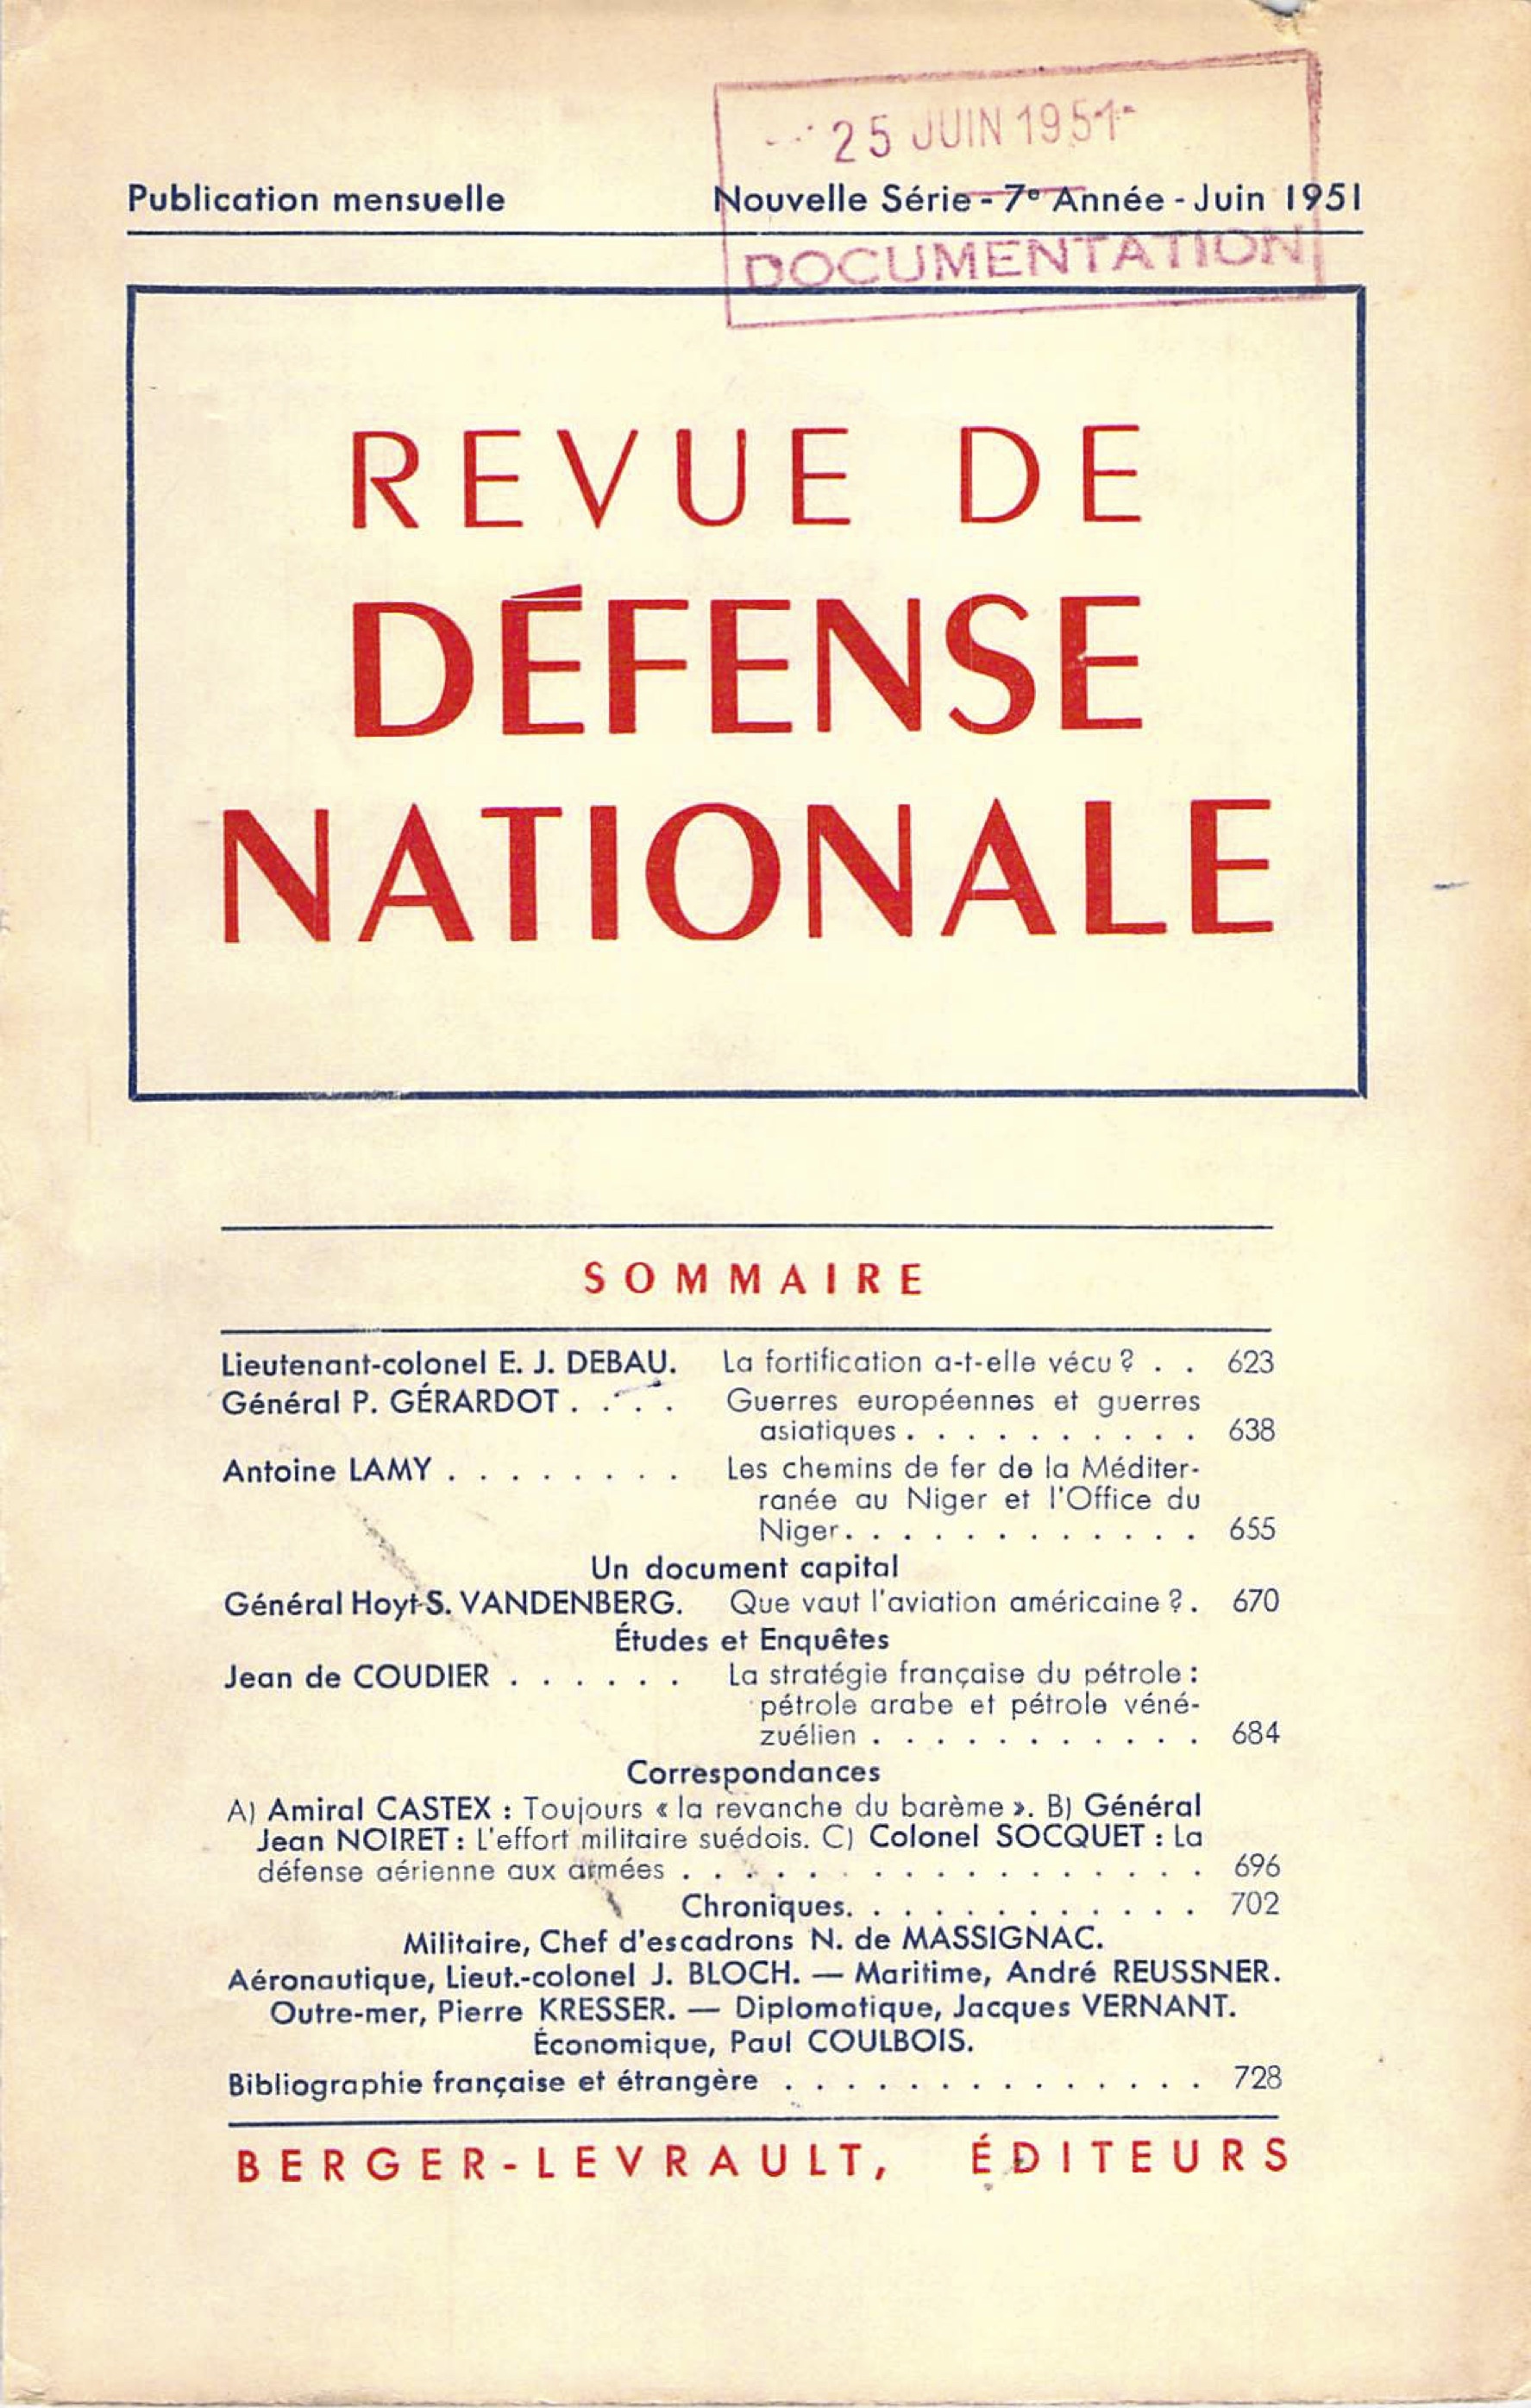 25 JUIN 1951
Publication mensuelle Nouvelle Série - 7e Année - Juin 1951
DOCUMENTATION
REVUE DE
DÉFENSE
NATIONALE
SOMMAIRE
Lieutenant-colonel E. J. DEBAU. La fortification a-t-elle vécu ? . . 623
Général P. GÉRARDOT . . . . Guerres européennes et guerres
asiatiques . . . . . . . . . . 638
Antoine LAMY . . . . . . . . Les chemins de fer de la Méditer-
ranée au Niger et l'Office du
Niger. . . . . . . . . . . . 655
Un document capital
Général Hoyt S. VANDENBERG. Que vaut l'aviation américaine ? . 670
Études et Enquêtes
Jean de COUDIER . . . . . . La stratégie française du pétrole :
pétrole arabe et pétrole véné-
zuélien . . . . . . . . . . . 684
Correspondances
A) Amiral CASTEX : Toujours « la revanche du barème ». B) Général
Jean NOIRET : L'effort militaire suédois. C) Colonel SOCQUET : La
défense aérienne aux armées . . . . . . . . . . . . . . . . . 696
Chroniques. . . . . . . . . . . . 702
Militaire, Chef d'escadrons N. de MASSIGNAC.
Aéronautique, Lieut.-colonel J. BLOCH. — Maritime, André REUSSNER.
Outre-mer, Pierre KRESSER. — Diplomatique, Jacques VERNANT.
Économique, Paul COULBOIS.
Bibliographie française et étrangère . . . . . . . . . . . . . . 728
BERGER-LEVRAULT, ÉDITEURS